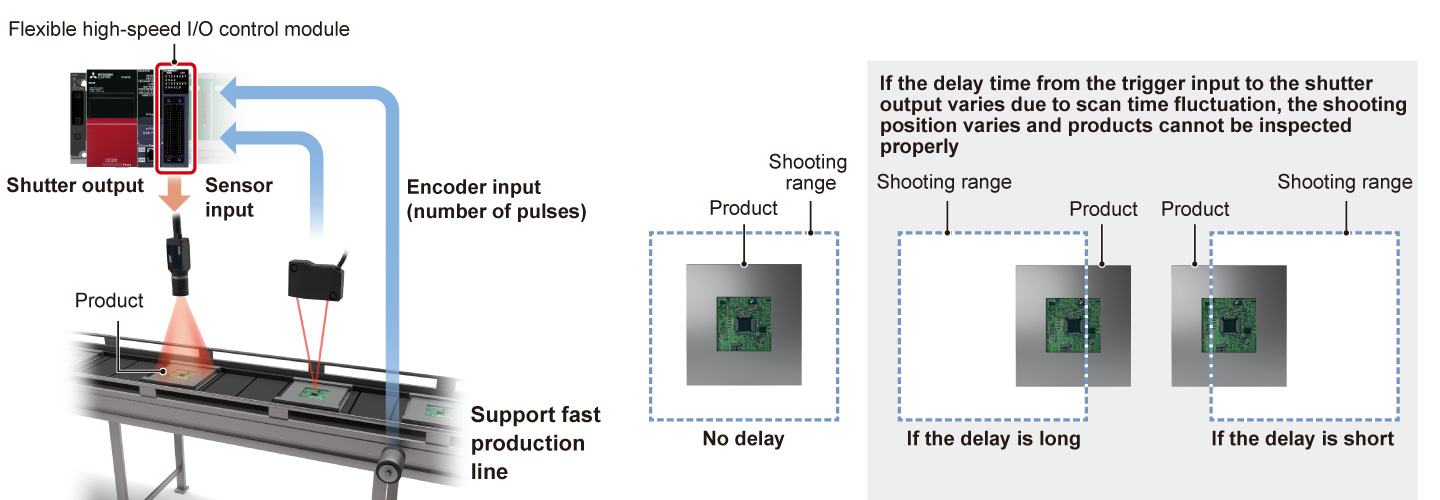 Flexible high-speed I/O control module
Shutter output
Sensor
input
Encoder input
(number of pulses)
Product
Support fast
production
line
Shooting
range
Product
No delay
If the delay time from the trigger input to the shutter
output varies due to scan time fluctuation, the shooting
position varies and products cannot be inspected
properly
Shooting range
Product
If the delay is long
Product
Shooting range
If the delay is short